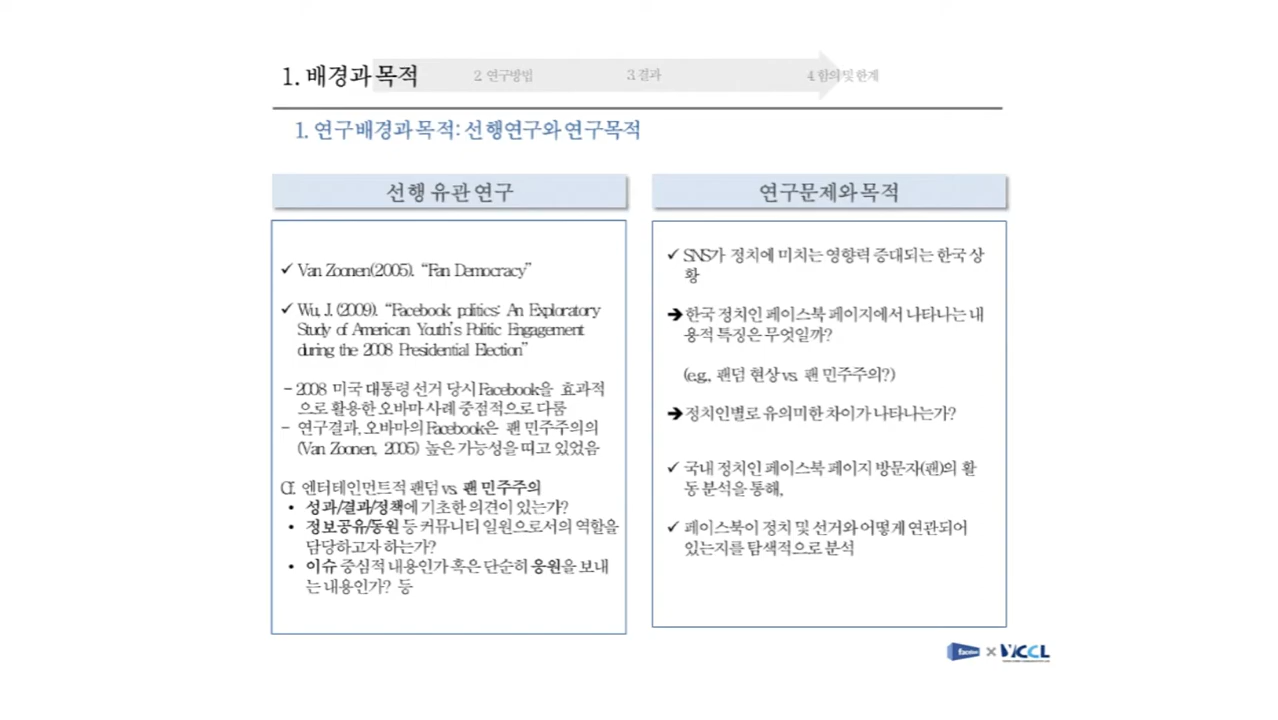 1. 배경과 목적
2. 연구방법
3. 결과
4. 함의 및 한계
1. 연구 배경과 목적: 선행연구와 연구목적
선행 유관 연구
✓ Van Zoonen(2005). “Fan Democracy”
✓ Wu, J. (2009). “Facebook politics: An Exploratory
Study of American Youth’s Politic Engagement
during the 2008 Presidential Election”
- 2008 미국 대통령 선거 당시 Facebook을 효과적
으로 활용한 오바마 사례 중점적으로 다룸
- 연구결과, 오바마의 Facebook은 팬 민주주의의
(Van Zoonen, 2005) 높은 가능성을 띠고 있었음
Cf. 엔터테인먼트적 팬덤 vs. 팬 민주주의
• 성과/결과/정책에 기초한 의견이 있는가?
• 정보공유/동원 등 커뮤니티 일원으로서의 역할을
담당하고자 하는가?
• 이슈 중심적 내용인가 혹은 단순히 응원을 보내
는 내용인가? 등
연구문제와 목적
✓ SNS가 정치에 미치는 영향력 증대되는 한국 상
황
➔ 한국 정치인 페이스북 페이지에서 나타나는 내
용적 특징은 무엇일까?
(e.g., 팬덤 현상 vs. 팬 민주주의?)
➔ 정치인별로 유의미한 차이가 나타나는가?
✓ 국내 정치인 페이스북 페이지 방문자(팬)의 활
동 분석을 통해,
✓ 페이스북이 정치 및 선거와 어떻게 연관되어
있는지를 탐색적으로 분석
× WCCL